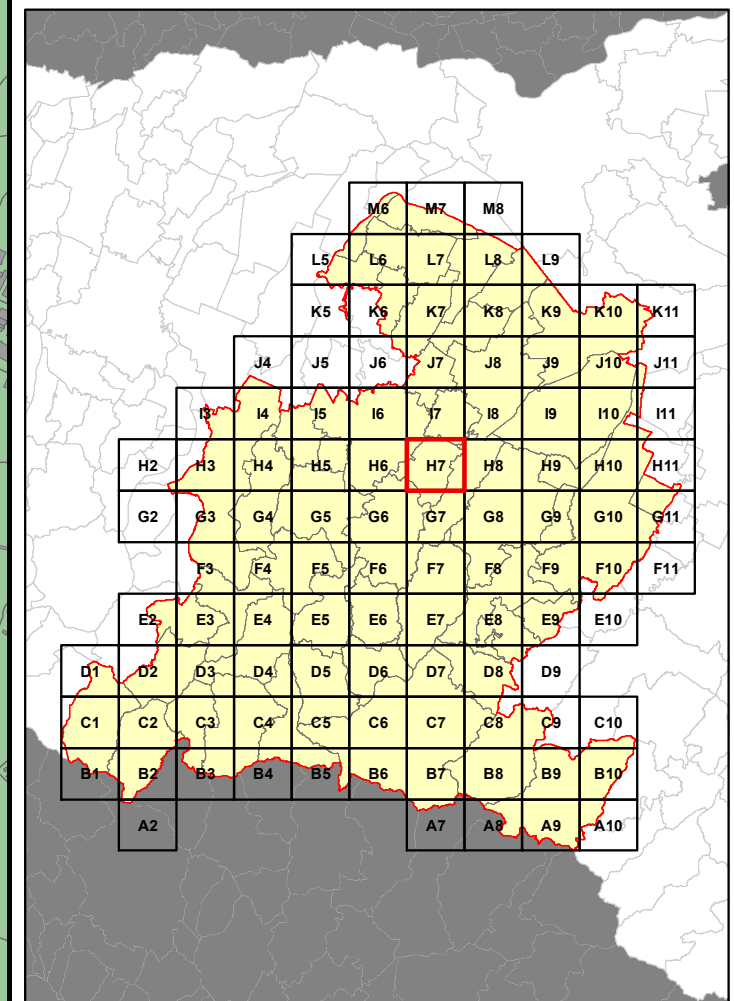 M6 M7 M8
L5 L6 L7 L8 L9
K5 K6 K7 K8 K9 K10 K11
J4 J5 J6 J7 J8 J9 J10 J11
I3 I4 I5 I6 I7 I8 I9 I10 I11
H2 H3 H4 H5 H6 H7 H8 H9 H10 H11
G2 G3 G4 G5 G6 G7 G8 G9 G10 G11
F3 F4 F5 F6 F7 F8 F9 F10 F11
E2 E3 E4 E5 E6 E7 E8 E9 E10
D1 D2 D3 D4 D5 D6 D7 D8 D9
C1 C2 C3 C4 C5 C6 C7 C8 C9 C10
B1 B2 B3 B4 B5 B6 B7 B8 B9 B10
A2 A7 A8 A9 A10